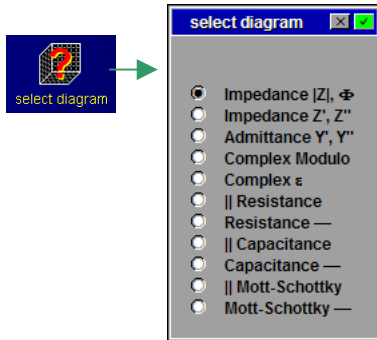 select diagram
select diagram
Impedance |Z|, Φ
Impedance Z', Z"
Admittance Y', Y"
Complex Modulo
Complex ε
|| Resistance
Resistance —
|| Capacitance
Capacitance —
|| Mott-Schottky
Mott-Schottky —